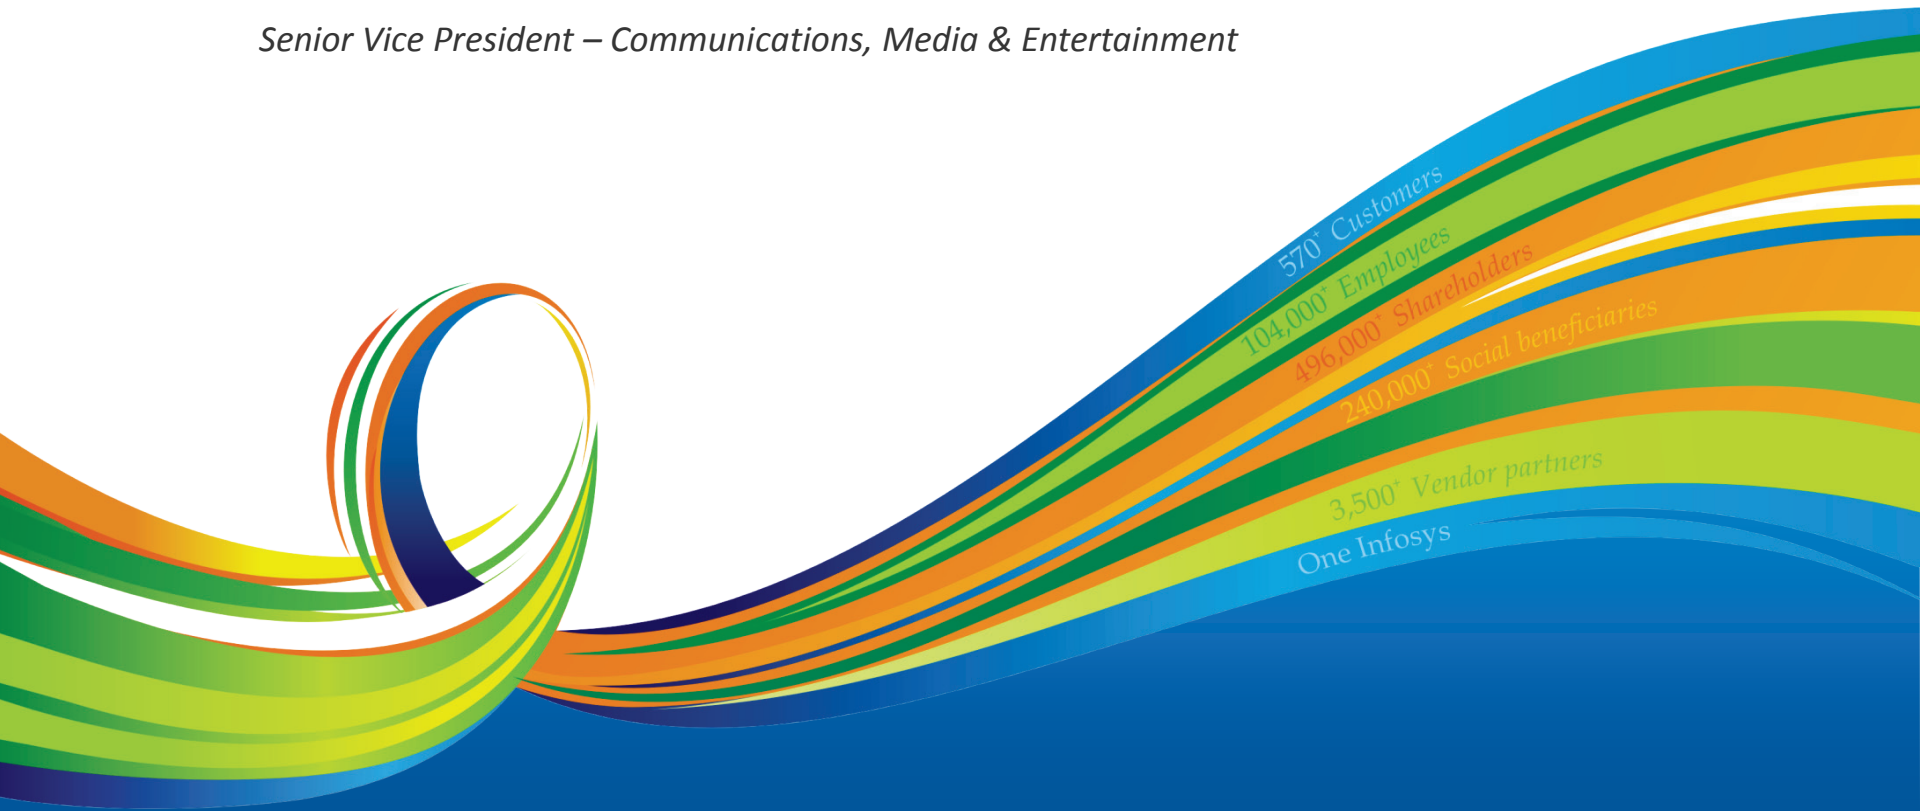 Senior Vice President – Communications, Media & Entertainment
570+ Customers
104,000+ Employees
496,000+ Shareholders
240,000+ Social beneficiaries
3,500+ Vendor partners
One Infosys